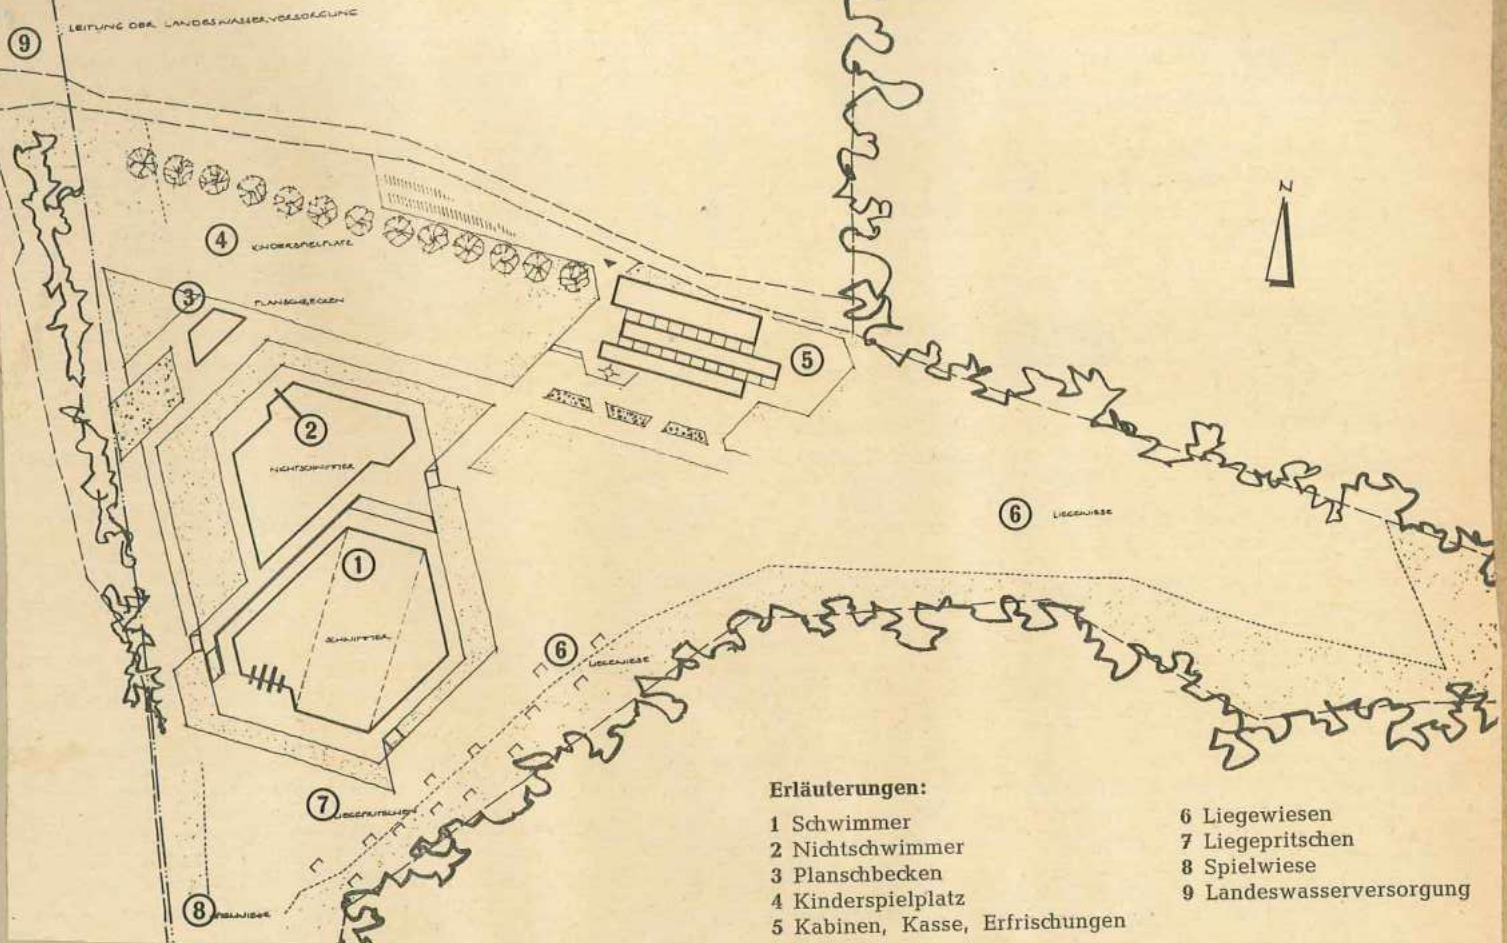 9
LEITUNG DER LANDESWASSERVERSORGUNG
N
4 KINDERSPIELPLATZ
3 PLANSCHBECKEN
5
2
NICHTSCHWIMMER
6 LIEGEWIESE
1
SCHWIMMER
6 LIEGEWIESE
7 LIEGEPRITSCHEN
8 SPIELWIESE
Erläuterungen:
1 Schwimmer
2 Nichtschwimmer
3 Planschbecken
4 Kinderspielplatz
5 Kabinen, Kasse, Erfrischungen
6 Liegewiesen
7 Liegepritschen
8 Spielwiese
9 Landeswasserversorgung